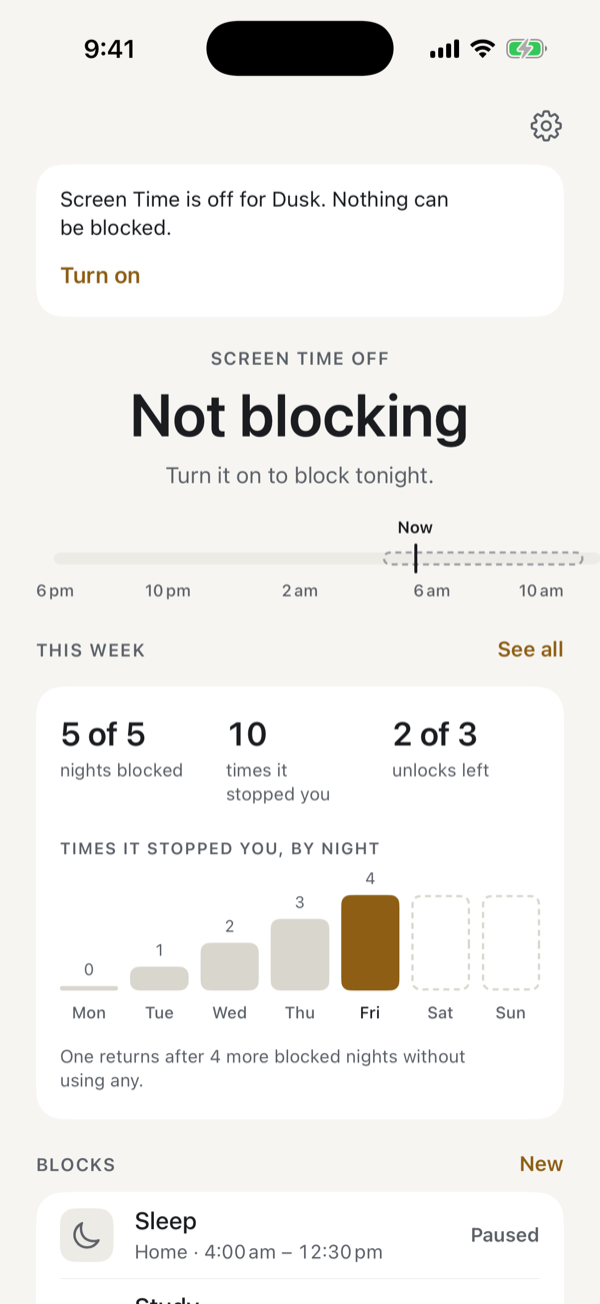 9:41
Screen Time is off for Dusk. Nothing can
be blocked.
Turn on
SCREEN TIME OFF
Not blocking
Turn it on to block tonight.
Now
6 pm 10 pm 2 am 6 am 10 am
THIS WEEK See all
5 of 5 10 2 of 3
nights blocked times it unlocks left
stopped you
TIMES IT STOPPED YOU, BY NIGHT
0 1 2 3 4
Mon Tue Wed Thu Fri Sat Sun
One returns after 4 more blocked nights without
using any.
BLOCKS New
Sleep
Home · 4:00 am – 12:30 pm Paused